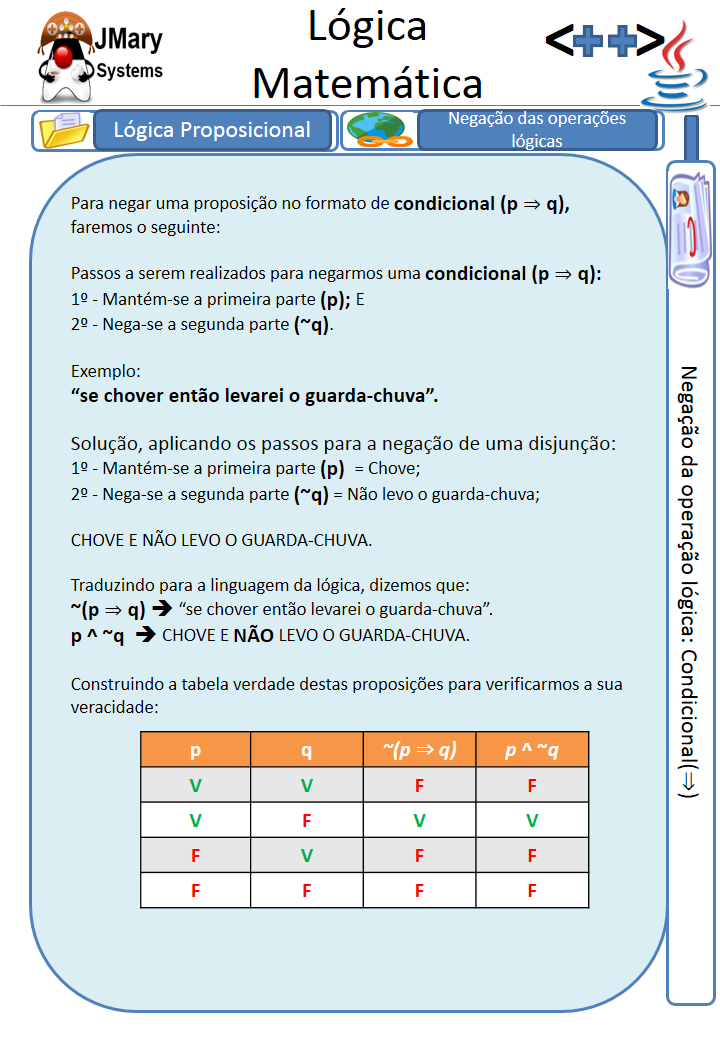 JMary
Systems
Lógica
Matemática
<++>
Lógica Proposicional
Negação das operações
lógicas
Para negar uma proposição no formato de condicional (p ⇒ q),
faremos o seguinte:
Passos a serem realizados para negarmos uma condicional (p ⇒ q):
1º - Mantém-se a primeira parte (p); E
2º - Nega-se a segunda parte (~q).
Exemplo:
“se chover então levarei o guarda-chuva”.
Solução, aplicando os passos para a negação de uma disjunção:
1º - Mantém-se a primeira parte (p) = Chove;
2º - Nega-se a segunda parte (~q) = Não levo o guarda-chuva;
CHOVE E NÃO LEVO O GUARDA-CHUVA.
Traduzindo para a linguagem da lógica, dizemos que:
~(p ⇒ q) 🡺 “se chover então levarei o guarda-chuva”.
p ^ ~q 🡺 CHOVE E NÃO LEVO O GUARDA-CHUVA.
Construindo a tabela verdade destas proposições para verificarmos a sua
veracidade:
p q ~(p ⇒ q) p ^ ~q
V V F F
V F V V
F V F F
F F F F
Negação da operação lógica: Condicional(⇒)